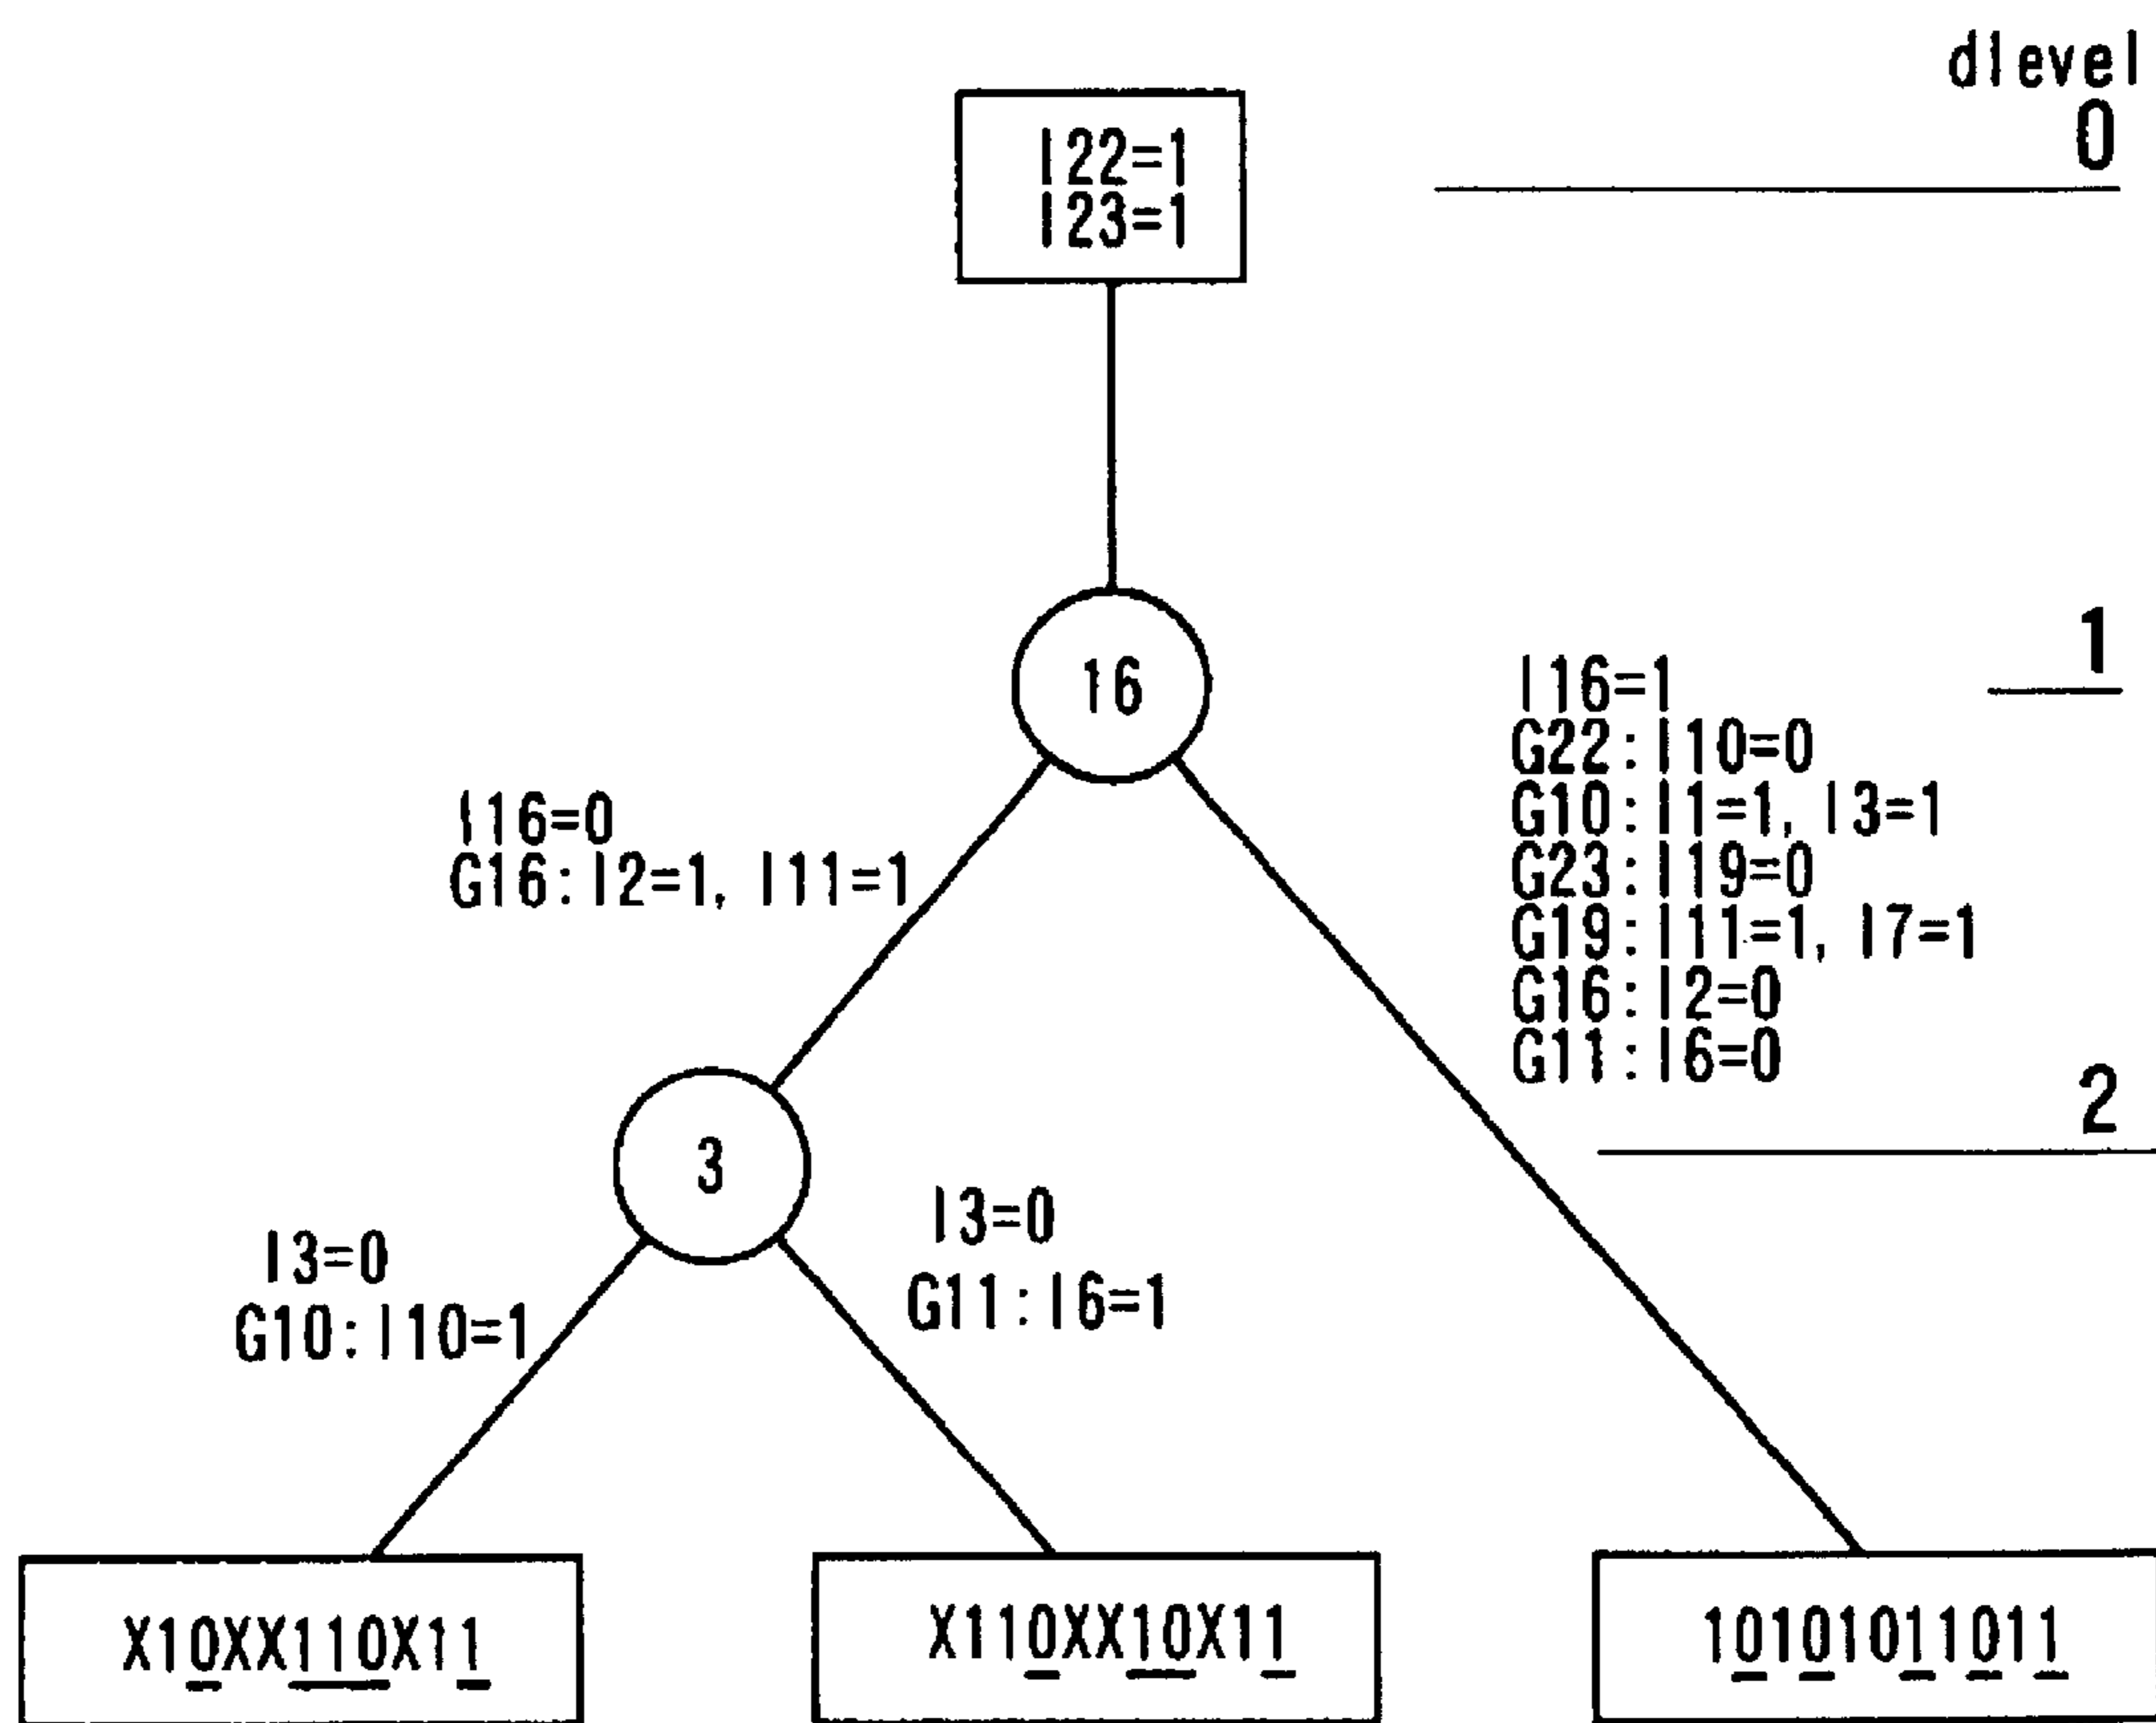 dlevel
0
I22=1
I23=1
1
16
I16=1
G22:I10=0
G10:I1=1, I3=1
G23:I19=0
G19:I11=1, I7=1
G16:I2=0
G11:I6=0
I16=0
G16:I2=1, I11=1
2
3
I3=0
G10:I10=1
I3=0
G11:I6=1
X10XX110X11
X110XX10X11
10101011011